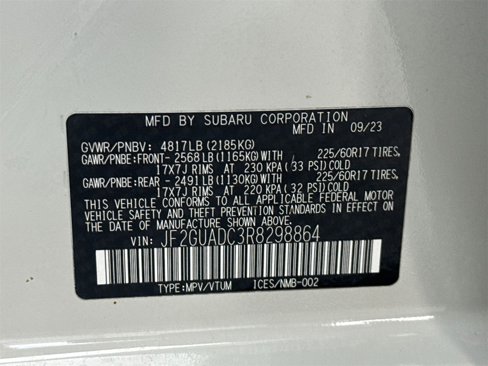 MFD BY SUBARU CORPORATION
MFD IN 09/23
GVWR/PNBV: 4817LB (2185KG)
GAWR/PNBE:FRONT- 2568LB(1165KG)WITH 225/60R17 TIRES,
17X7J RIMS AT 230 KPA (33 PSI) COLD
GAWR/PNBE:REAR - 2491LB(1130KG)WITH 225/60R17 TIRES,
17X7J RIMS AT 220 KPA (32 PSI) COLD
THIS VEHICLE CONFORMS TO ALL APPLICABLE FEDERAL MOTOR
VEHICLE SAFETY AND THEFT PREVENTION STANDARDS IN EFFECT
ON THE DATE OF MANUFACTURE SHOWN ABOVE.
VIN: JF2GUADC3R8298864
TYPE:MPV/VTUM ICES/NMB-002